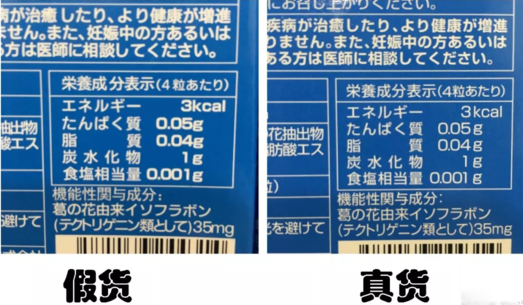 病が治癒したり、より健康が増進
ません。また、妊娠中の方あるいは
る方は医師に相談してください。
栄養成分表示(4粒あたり)
エネルギー 3kcal
たんぱく質 0.05g
脂質 0.04g
炭水化物 1g
食塩相当量 0.001g
機能性関与成分:
葛の花由来イソフラボン
(テクトリゲニン類として)35mg
抽出物
酸エス
避けて
にお召し上がりください。
疾病が治癒したり、より健康が増進
りません。また、妊娠中の方あるいは
ある方は医師に相談してください。
栄養成分表示(4粒あたり)
エネルギー 3kcal
たんぱく質 0.05g
脂質 0.04g
炭水化物 1g
食塩相当量 0.001g
機能性関与成分:
葛の花由来イソフラボン
(テクトリゲニン類として)35mg
の花抽出物
肪酸エス
を避けて
假货
真货